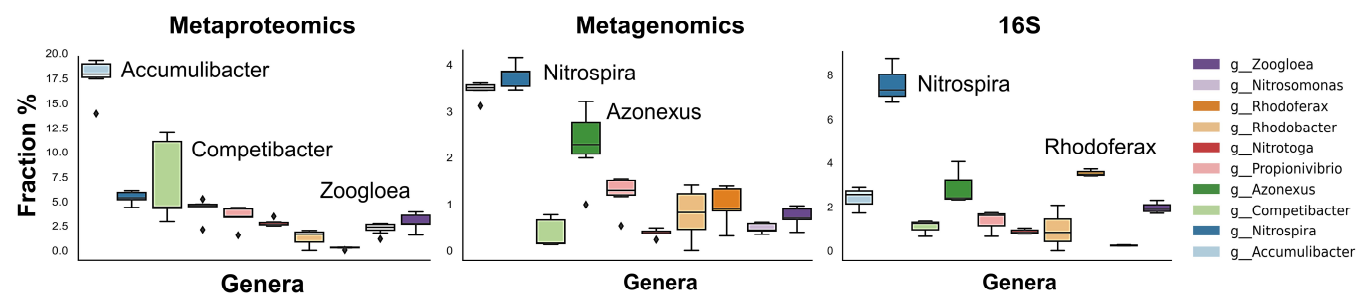 Metaproteomics
Metagenomics
16S
Fraction %
20.0
17.5
15.0
12.5
10.0
7.5
5.0
2.5
0.0
Accumulibacter
Competibacter
Zoogloea
Genera
4
3
2
1
0
Nitrospira
Azonexus
Genera
8
6
4
2
0
Nitrospira
Rhodoferax
Genera
g__Zoogloea
g__Nitrosomonas
g__Rhodoferax
g__Rhodobacter
g__Nitrotoga
g__Propionivibrio
g__Azonexus
g__Competibacter
g__Nitrospira
g__Accumulibacter